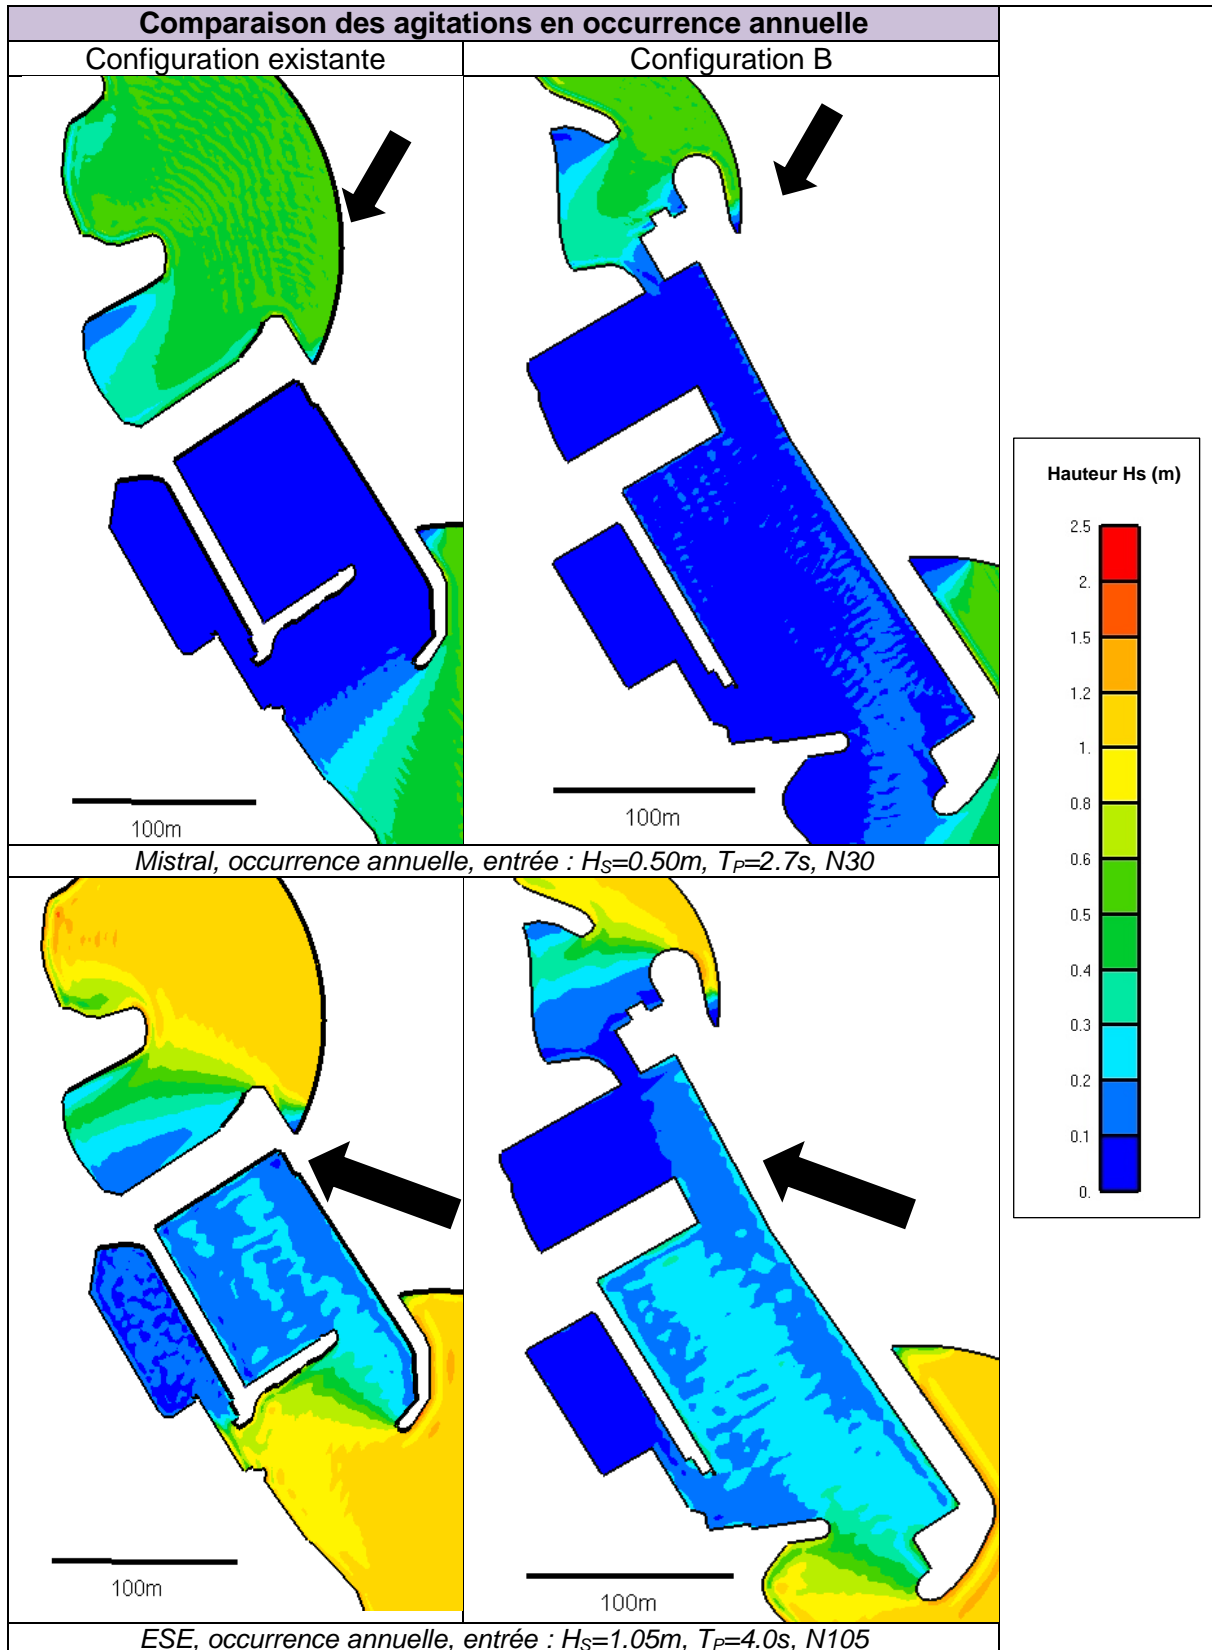 Comparaison des agitations en occurrence annuelle
Configuration existante
Configuration B
100m
100m
Mistral, occurrence annuelle, entrée : HS=0.50m, TP=2.7s, N30
100m
100m
ESE, occurrence annuelle, entrée : HS=1.05m, TP=4.0s, N105
Hauteur Hs (m)
2.5
2.
1.5
1.2
1.
0.8
0.6
0.5
0.4
0.3
0.2
0.1
0.